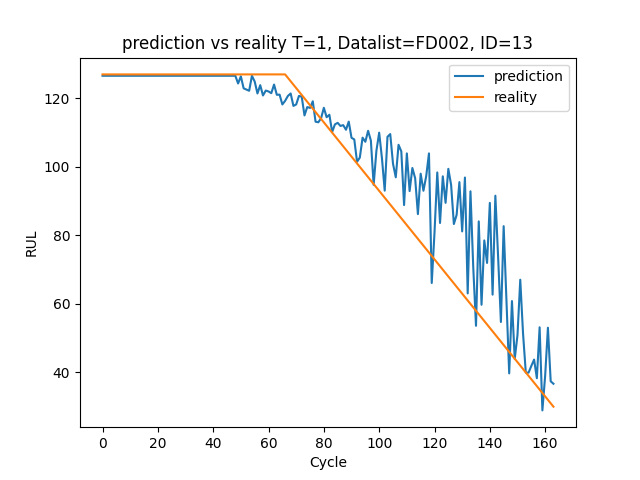 prediction vs reality T=1, Datalist=FD002, ID=13
prediction
reality
RUL
120
100
80
60
40
0 20 40 60 80 100 120 140 160
Cycle